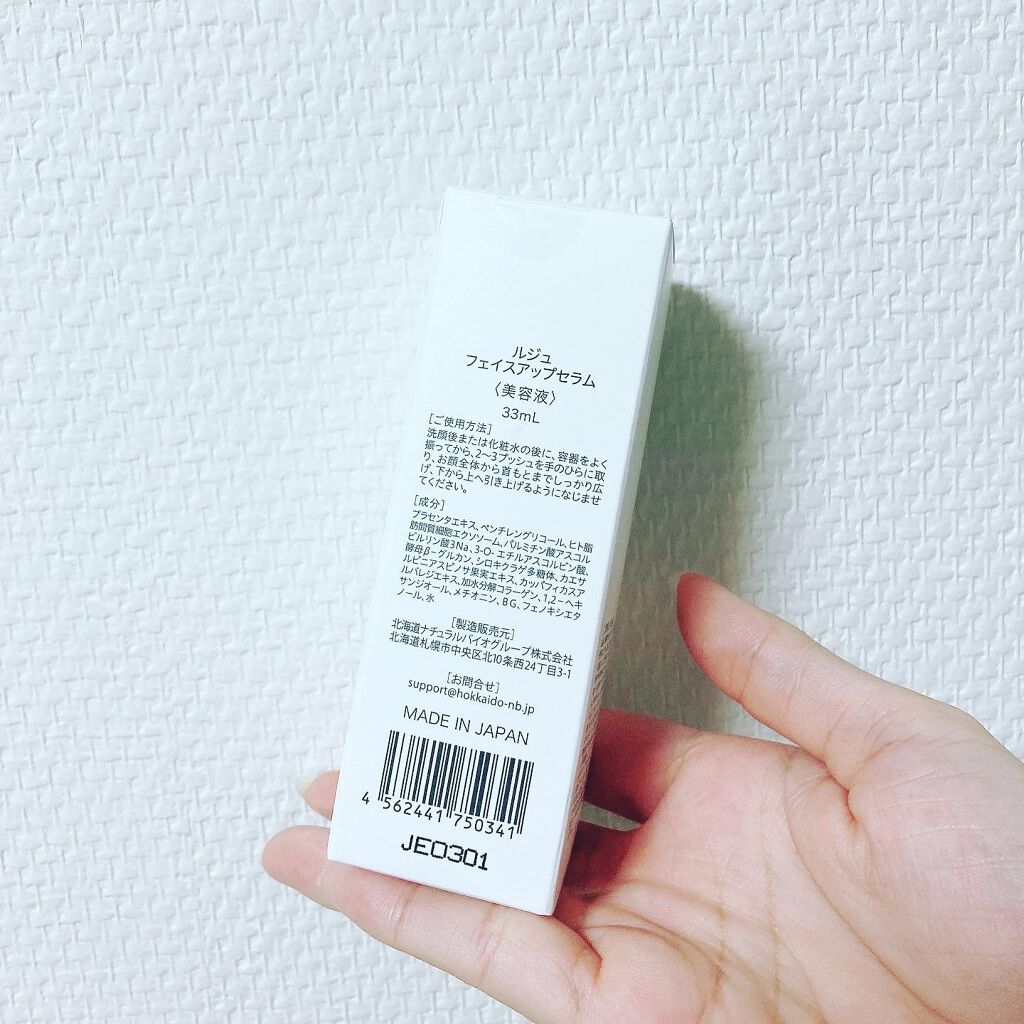 ルジュ
フェイスアップセラム
〈美容液〉
33mL
［ご使用方法］
洗顔後または化粧水の後に、容器をよく
振ってから、2〜3プッシュを手のひらに取
り、お顔全体から首もとまでしっかり広
げ、下から上へ引き上げるようになじませ
てください。
［成分］
プラセンタエキス、ペンチレングリコール、ヒト脂
肪間質細胞エクソソーム、パルミチン酸アスコル
ビルリン酸3Na、3-O-エチルアスコルビン酸、
酵母β-グルカン、シロキクラゲ多糖体、カエサ
ルピニアスピノサ果実エキス、カッパフィカスア
ルバレジエキス、加水分解コラーゲン、1,2-ヘキ
サンジオール、メチオニン、BG、フェノキシエタ
ノール、水
［製造販売元］
北海道ナチュラルバイオグループ株式会社
北海道札幌市中央区北10条西24丁目3-1
［お問合せ］
support@hokkaido-nb.jp
MADE IN JAPAN
4 562441 750341
JEO301